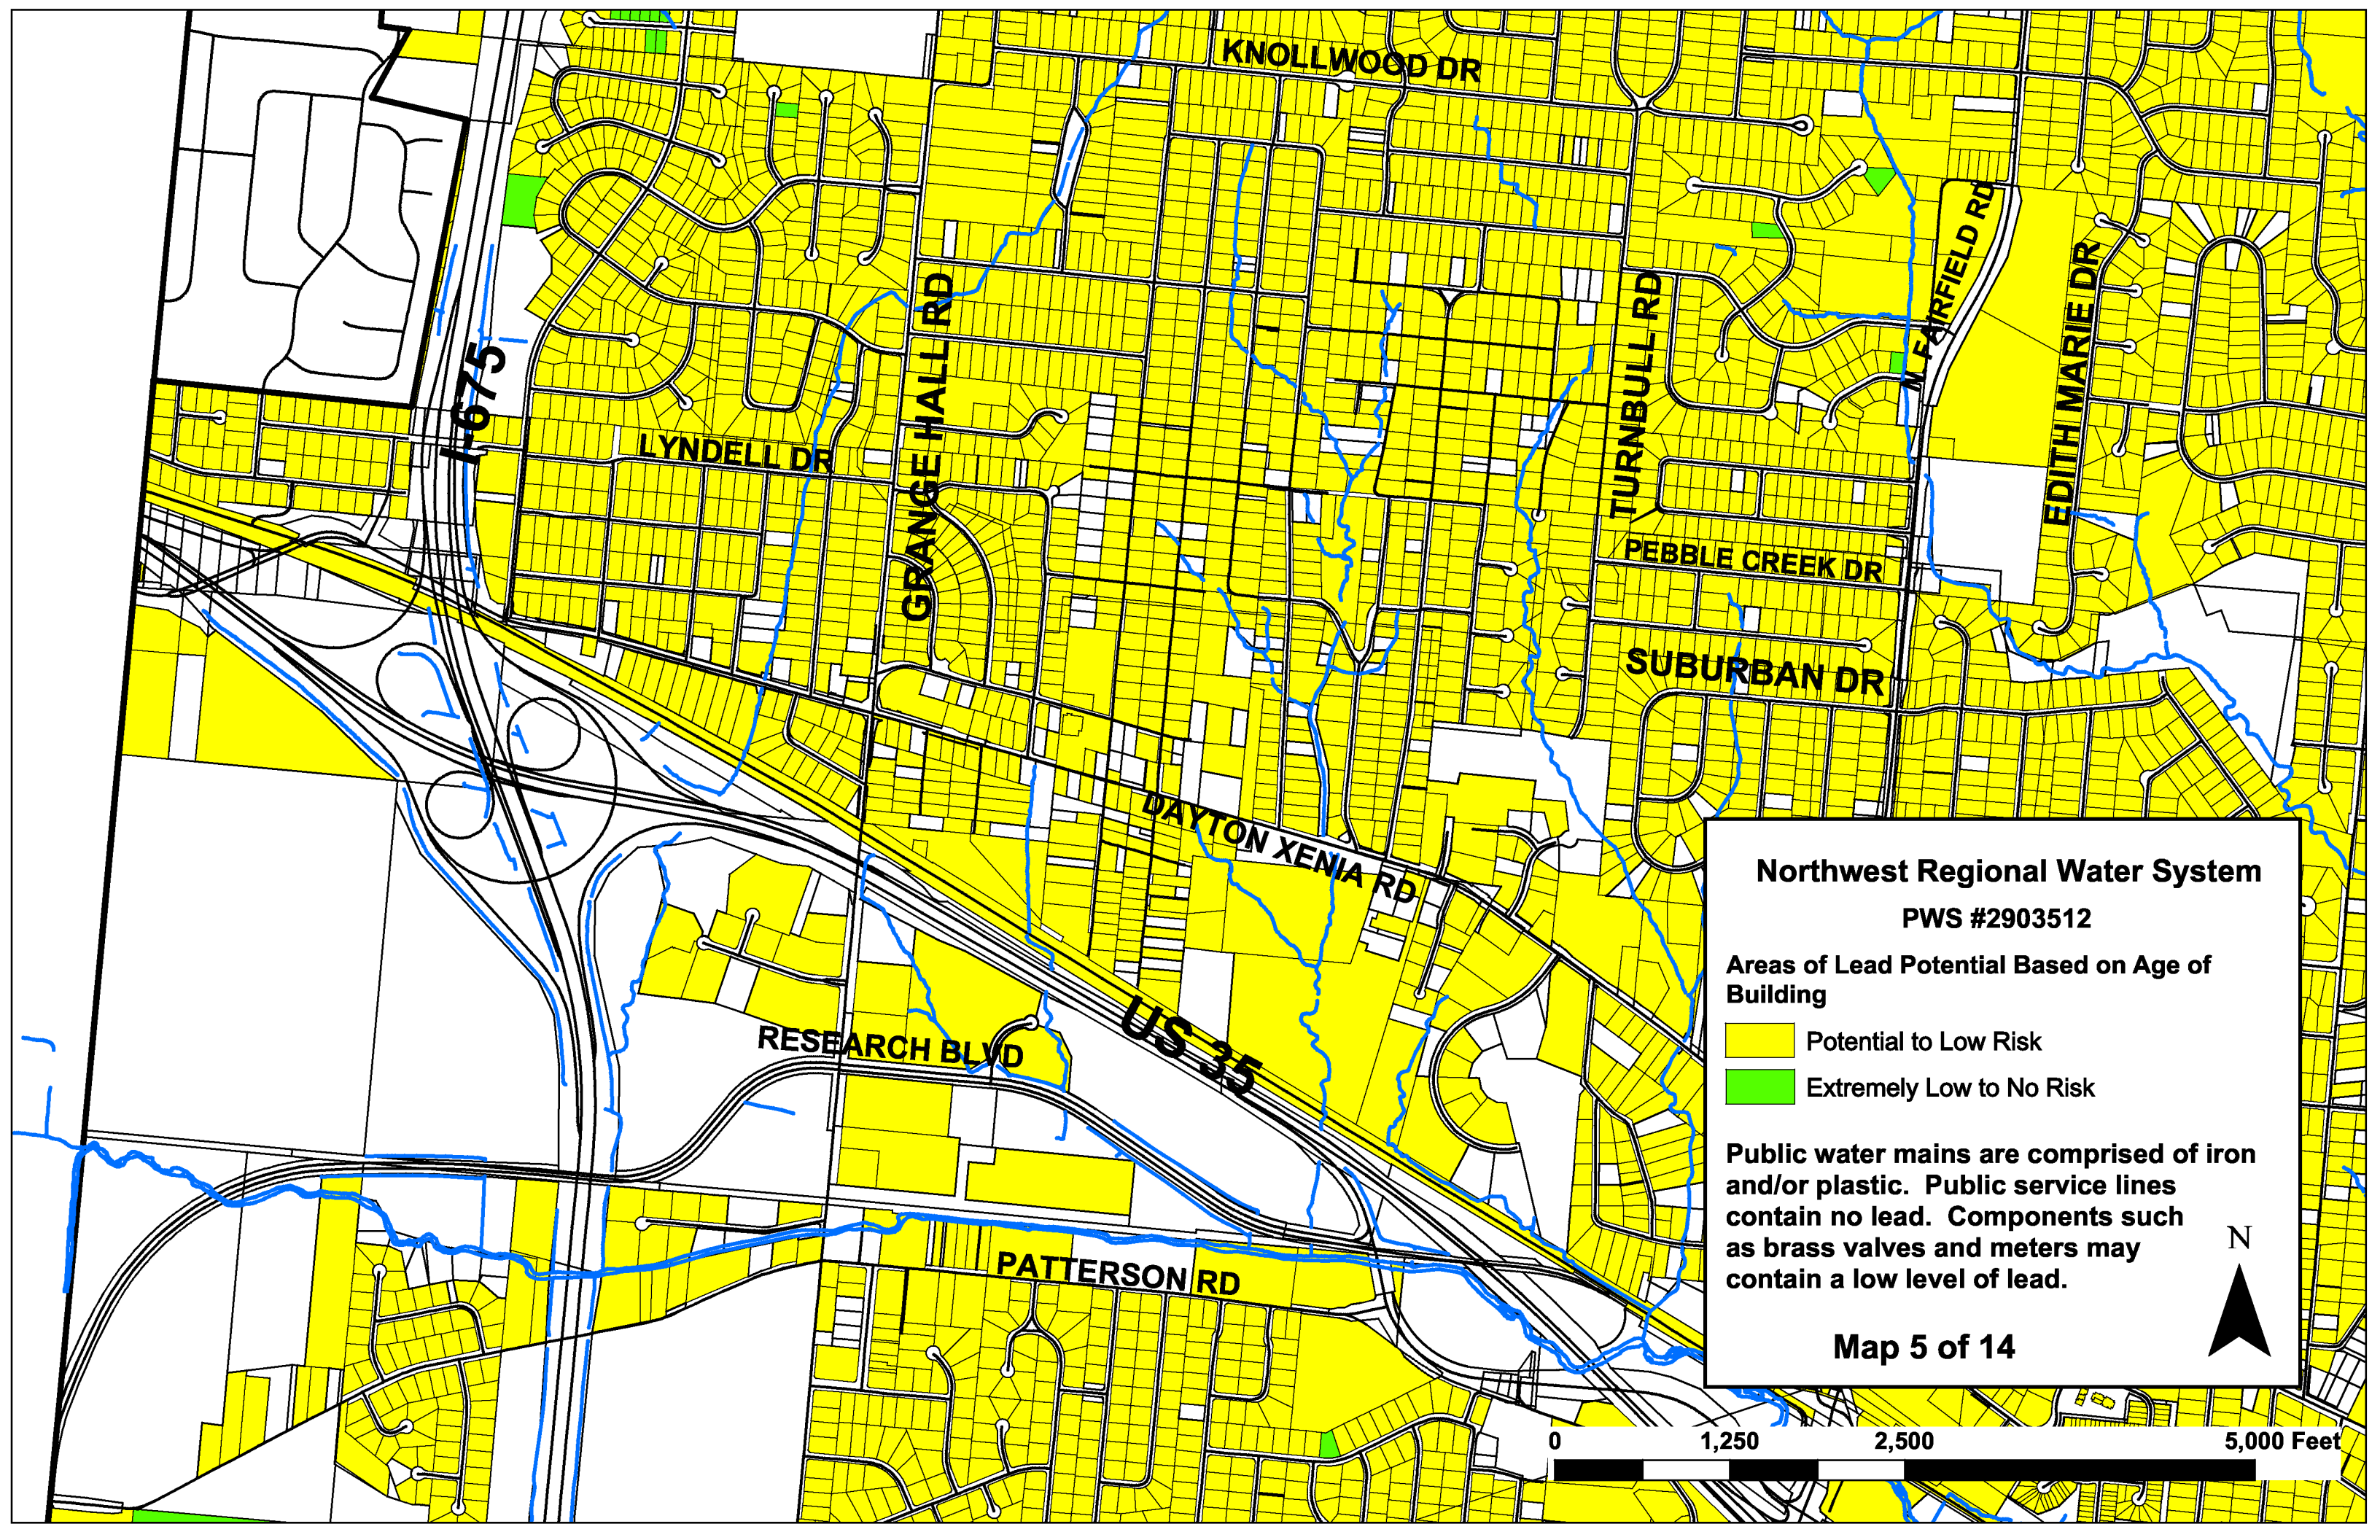 KNOLLWOOD DR
N FAIRFIELD RD
EDITH MARIE DR
TURNBULL RD
GRANGE HALL RD
I-675
LYNDELL DR
PEBBLE CREEK DR
SUBURBAN DR
DAYTON XENIA RD
US 35
RESEARCH BLVD
PATTERSON RD
Northwest Regional Water System
PWS #2903512
Areas of Lead Potential Based on Age of
Building
Potential to Low Risk
Extremely Low to No Risk
Public water mains are comprised of iron
and/or plastic.  Public service lines
contain no lead.  Components such
as brass valves and meters may
contain a low level of lead.
N
Map 5 of 14
0 1,250 2,500 5,000 Feet